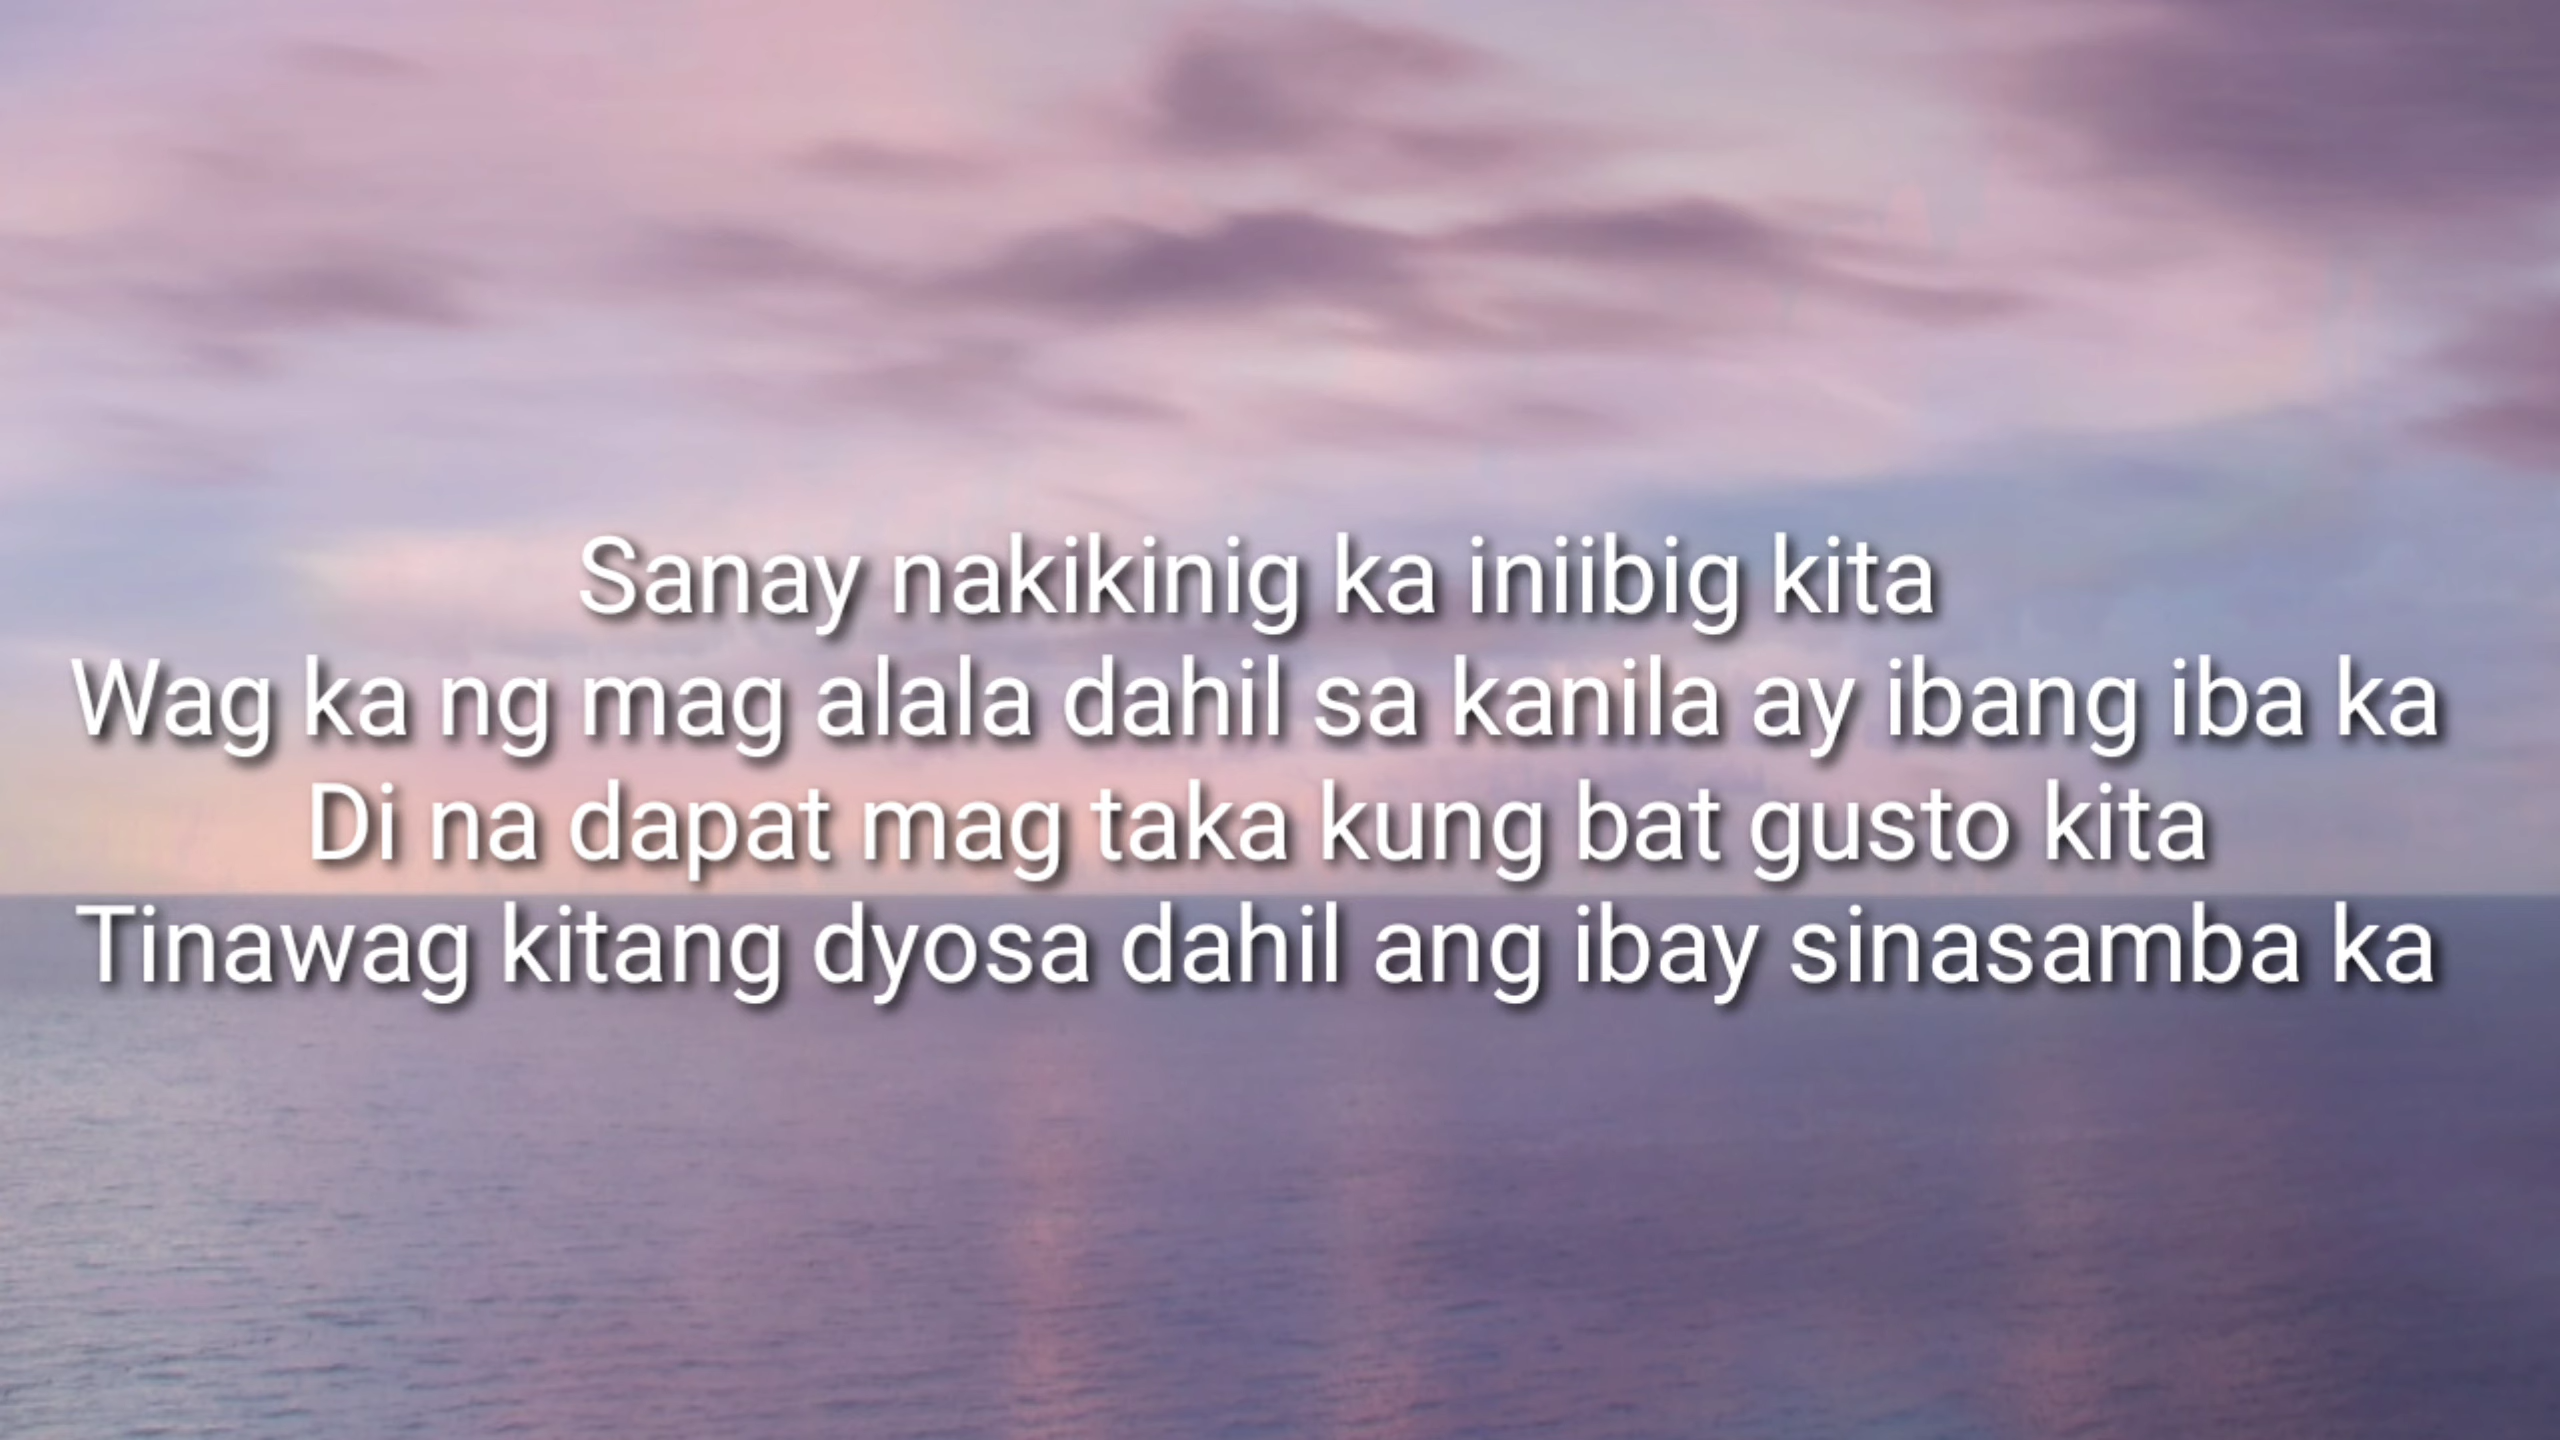 Sanay nakikinig ka iniibig kita
Wag ka ng mag alala dahil sa kanila ay ibang iba ka
Di na dapat mag taka kung bat gusto kita
Tinawag kitang dyosa dahil ang ibay sinasamba ka